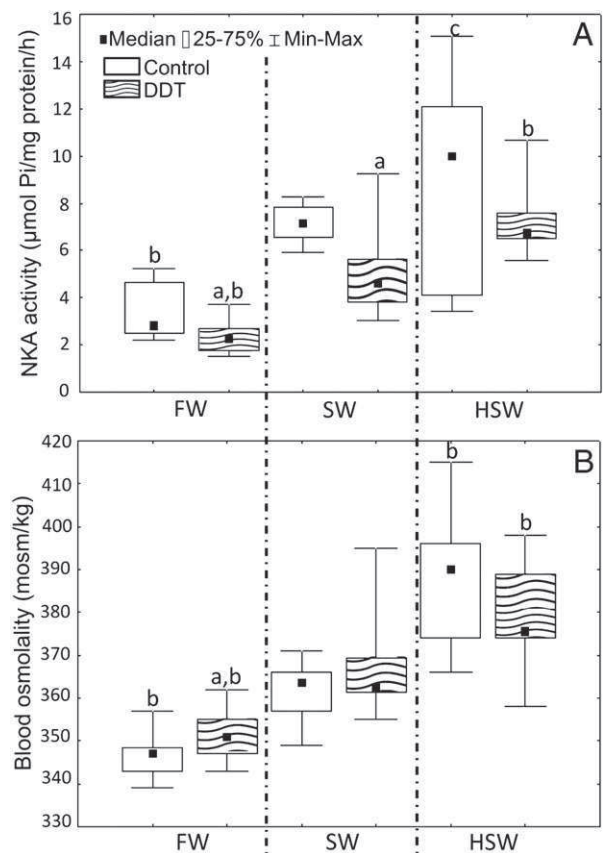 16
■ Median ▯ 25-75% ⌶ Min-Max
Control
DDT
A
c
b
a
b
a,b
14
12
10
8
6
4
2
0
NKA activity (µmol Pi/mg protein/h)
FW SW HSW
420
B
b
b
a,b
b
410
400
390
380
370
360
350
340
330
Blood osmolality (mosm/kg)
FW SW HSW